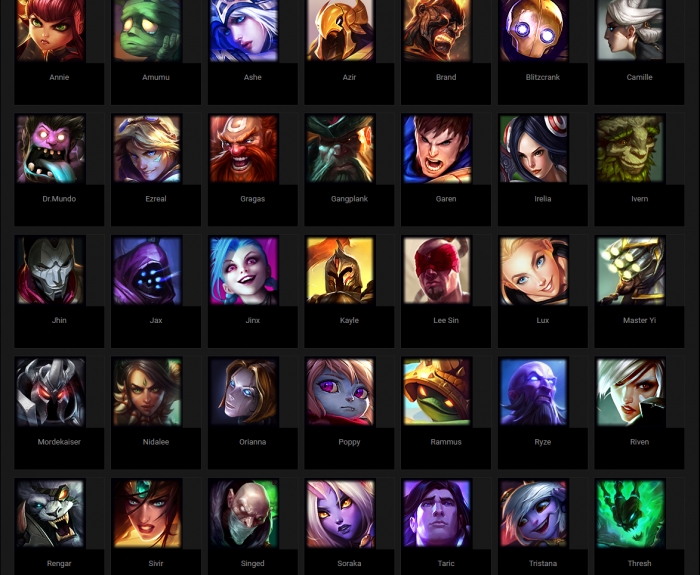 Annie Amumu Ashe Azir Brand Blitzcrank Camille
Dr.Mundo Ezreal Gragas Gangplank Garen Irelia Ivern
Jhin Jax Jinx Kayle Lee Sin Lux Master Yi
Mordekaiser Nidalee Orianna Poppy Rammus Ryze Riven
Rengar Sivir Singed Soraka Taric Tristana Thresh